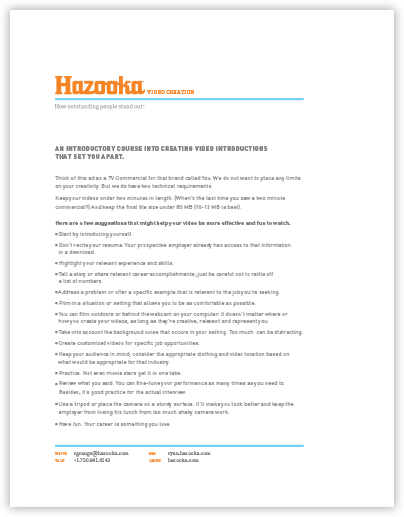 Hazooka VIDEO CREATION
How outstanding people stand out™
AN INTRODUCTORY COURSE INTO CREATING VIDEO INTRODUCTIONS
THAT SET YOU APART.
Think of this ad as a TV Commercial for that brand called You. We do not want to place any limits
on your creativity. But we do have two technical requirements.
Keep your videos under two minutes in length. (When's the last time you saw a two minute
commercial?) And keep the final file size under 60 MB (10-12 MB is best).
Here are a few suggestions that might help your video be more effective and fun to watch.
• Start by introducing yourself.
• Don't recite your resume. Your prospective employer already has access to that information
in a download.
• Highlight your relevant experience and skills.
• Tell a story or share relevant career accomplishments, just be careful not to rattle off
a list of numbers.
• Address a problem or offer a specific example that is relevant to the job you're seeking.
• Film in a situation or setting that allows you to be as comfortable as possible.
• You can film outdoors or behind the webcam on your computer. It doesn't matter where or
how you create your videos, as long as they're creative, relevant and represent you.
• Take into account the background noise that occurs in your setting. Too much can be distracting.
• Create customized videos for specific job opportunities.
• Keep your audience in mind, consider the appropriate clothing and video location based on
what would be appropriate for that industry.
• Practice. Not even movie stars get it in one take.
• Review what you said. You can fine-tune your performance as many times as you need to.
Besides, it's good practice for the actual interview.
• Use a tripod or place the camera on a sturdy surface. It'll make you look better and keep the
employer from losing his lunch from too much shaky camera work.
• Have fun. Your career is something you love.
WRITE rgrange@hazooka.com SEE ryan.hazooka.com
TALK LEARN hazooka.com